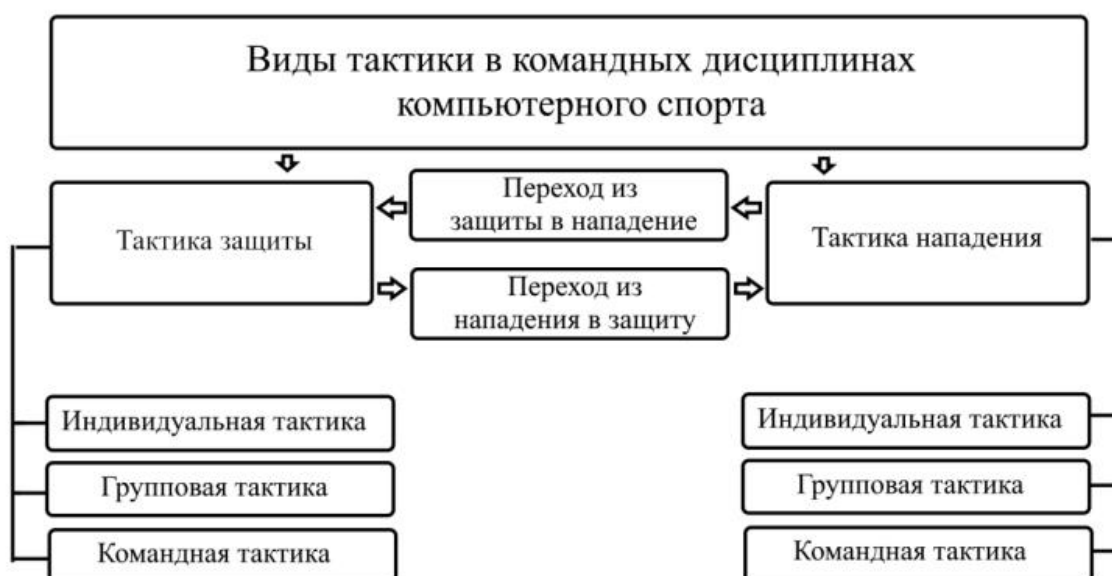 Виды тактики в командных дисциплинах
компьютерного спорта
Тактика защиты
Переход из
защиты в нападение
Тактика нападения
Переход из
нападения в защиту
Индивидуальная тактика
Групповая тактика
Командная тактика
Индивидуальная тактика
Групповая тактика
Командная тактика